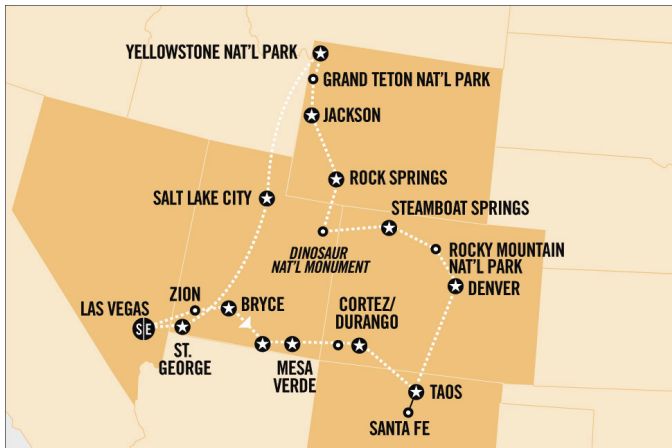 YELLOWSTONE NAT'L PARK
GRAND TETON NAT'L PARK
JACKSON
ROCK SPRINGS
SALT LAKE CITY
STEAMBOAT SPRINGS
DINOSAUR
NAT'L MONUMENT
ROCKY MOUNTAIN
NAT'L PARK
DENVER
ZION
BRYCE
LAS VEGAS
S E
CORTEZ/
DURANGO
ST.
GEORGE
MESA
VERDE
TAOS
SANTA FE